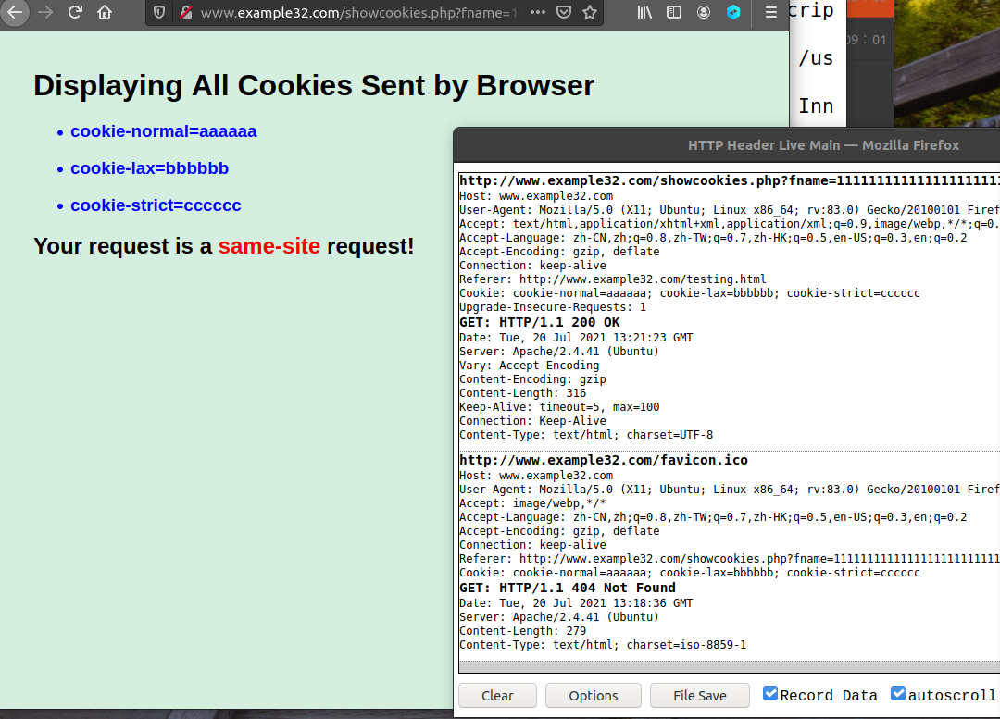 www.example32.com/showcookies.php?fname=1
crip
/us
Inn
09 : 01
Displaying All Cookies Sent by Browser
• cookie-normal=aaaaaa
• cookie-lax=bbbbbb
• cookie-strict=cccccc
Your request is a same-site request!
HTTP Header Live Main — Mozilla Firefox
http://www.example32.com/showcookies.php?fname=111111111111111111111
Host: www.example32.com
User-Agent: Mozilla/5.0 (X11; Ubuntu; Linux x86_64; rv:83.0) Gecko/20100101 Firef
Accept: text/html,application/xhtml+xml,application/xml;q=0.9,image/webp,*/*;q=0.
Accept-Language: zh-CN,zh;q=0.8,zh-TW;q=0.7,zh-HK;q=0.5,en-US;q=0.3,en;q=0.2
Accept-Encoding: gzip, deflate
Connection: keep-alive
Referer: http://www.example32.com/testing.html
Cookie: cookie-normal=aaaaaa; cookie-lax=bbbbbb; cookie-strict=cccccc
Upgrade-Insecure-Requests: 1
GET: HTTP/1.1 200 OK
Date: Tue, 20 Jul 2021 13:21:23 GMT
Server: Apache/2.4.41 (Ubuntu)
Vary: Accept-Encoding
Content-Encoding: gzip
Content-Length: 316
Keep-Alive: timeout=5, max=100
Connection: Keep-Alive
Content-Type: text/html; charset=UTF-8
http://www.example32.com/favicon.ico
Host: www.example32.com
User-Agent: Mozilla/5.0 (X11; Ubuntu; Linux x86_64; rv:83.0) Gecko/20100101 Firef
Accept: image/webp,*/*
Accept-Language: zh-CN,zh;q=0.8,zh-TW;q=0.7,zh-HK;q=0.5,en-US;q=0.3,en;q=0.2
Accept-Encoding: gzip, deflate
Connection: keep-alive
Referer: http://www.example32.com/showcookies.php?fname=1111111111111111111111111
Cookie: cookie-normal=aaaaaa; cookie-lax=bbbbbb; cookie-strict=cccccc
GET: HTTP/1.1 404 Not Found
Date: Tue, 20 Jul 2021 13:18:36 GMT
Server: Apache/2.4.41 (Ubuntu)
Content-Length: 279
Content-Type: text/html; charset=iso-8859-1
Clear
Options
File Save
Record Data
autoscroll